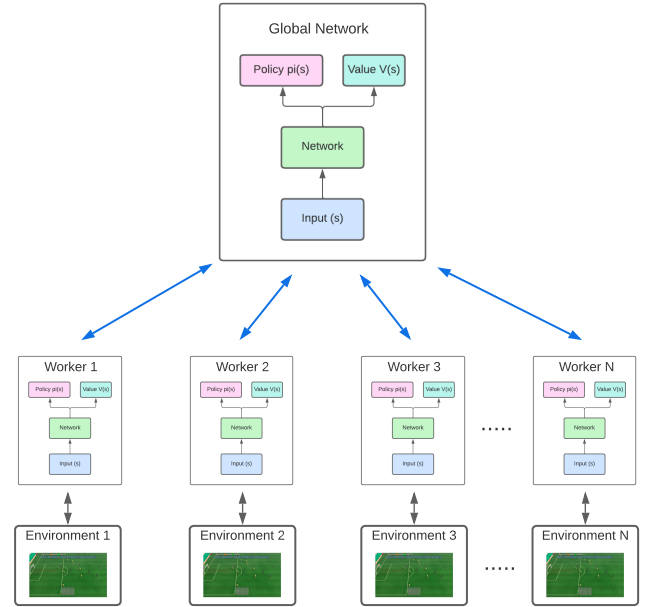 Global Network
Policy pi(s) Value V(s)
Network
Input (s)
Worker 1 Worker 2 Worker 3 Worker N
Policy pi(s) Value V(s) Policy pi(s) Value V(s) Policy pi(s) Value V(s) Policy pi(s) Value V(s)
Network Network Network ..... Network
Input (s) Input (s) Input (s) Input (s)
Environment 1 Environment 2 Environment 3 Environment N
.....